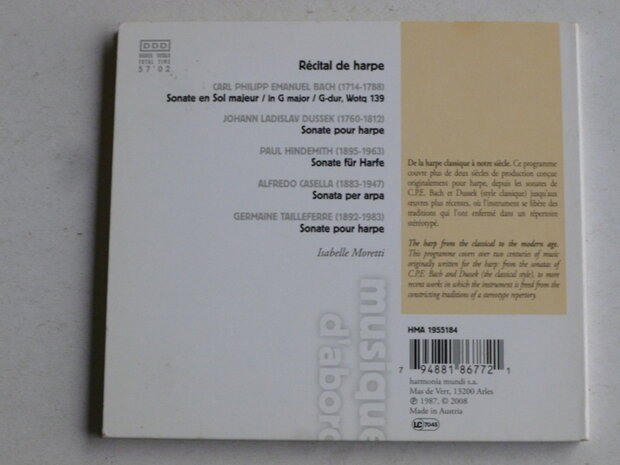 DDD
TOTAL TIME
57'02
Récital de harpe
CARL PHILIPP EMANUEL BACH (1714-1788)
Sonate en Sol majeur / in G major / G-dur, Wotq 139
JOHANN LADISLAV DUSSEK (1760-1812)
Sonate pour harpe
PAUL HINDEMITH (1895-1963)
Sonate für Harfe
ALFREDO CASELLA (1883-1947)
Sonata per arpa
GERMAINE TAILLEFERRE (1892-1983)
Sonate pour harpe
Isabelle Moretti
De la harpe classique à notre siècle. Ce programme
couvre plus de deux siècles de production conçue
originalement pour harpe, depuis les sonates de
C.P.E. Bach et Dussek (style classique) jusqu'aux
œuvres plus récentes, où l'instrument se libère des
traditions qui l'ont enfermé dans un répertoire
stéréotypé.
The harp from the classical to the modern age.
This programme covers over two centuries of music
originally written for the harp: from the sonatas of
C.P.E. Bach and Dussek (the classical style), to more
recent works in which the instrument is freed from the
constricting traditions of a stereotype repertory.
musique
d'abord
HMA 1955184
7 94881 86772 1
harmonia mundi s.a.
Mas de Vert, 13200 Arles
℗ 1987, © 2008
Made in Austria
LC 7045